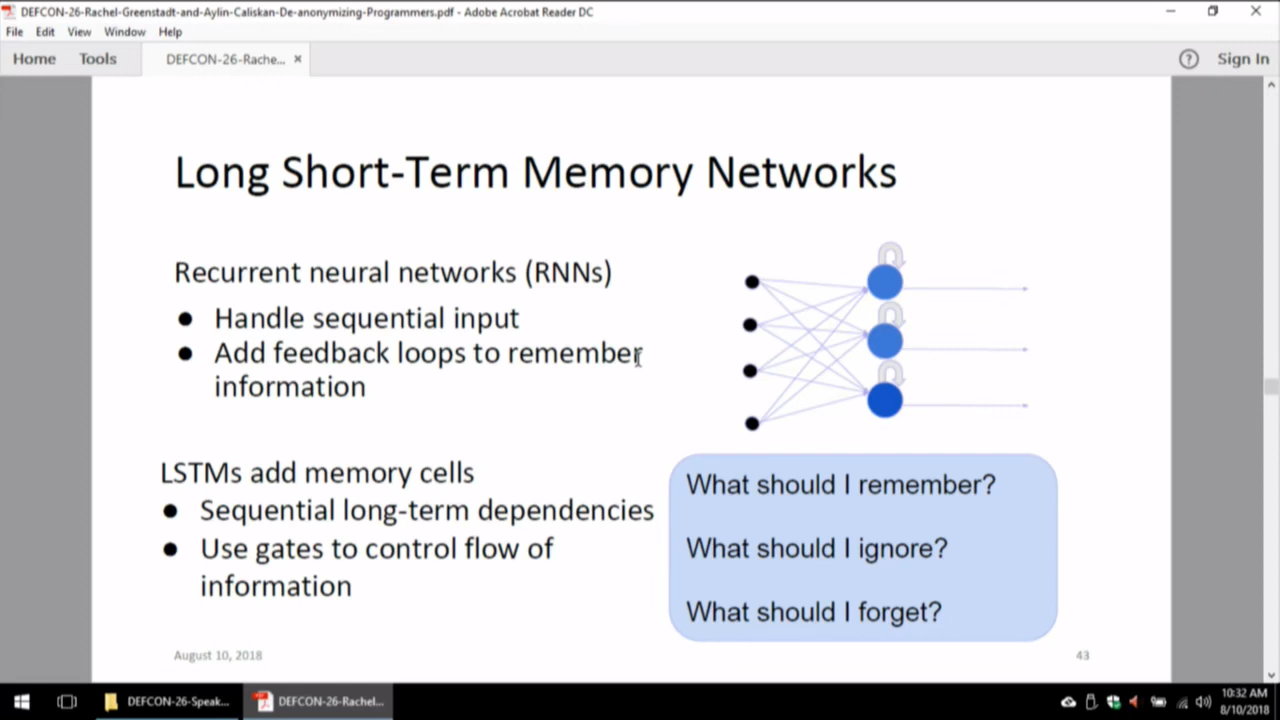 DEFCON-26-Rachel-Greenstadt-and-Aylin-Caliskan-De-anonymizing-Programmers.pdf - Adobe Acrobat Reader DC
File Edit View Window Help
Home Tools DEFCON-26-Rache... × ? Sign In
Long Short-Term Memory Networks
Recurrent neural networks (RNNs)
● Handle sequential input
● Add feedback loops to remember
information
LSTMs add memory cells
● Sequential long-term dependencies
● Use gates to control flow of
information
What should I remember?
What should I ignore?
What should I forget?
August 10, 2018
43
DEFCON-26-Speak...
DEFCON-26-Rachel...
10:32 AM
8/10/2018